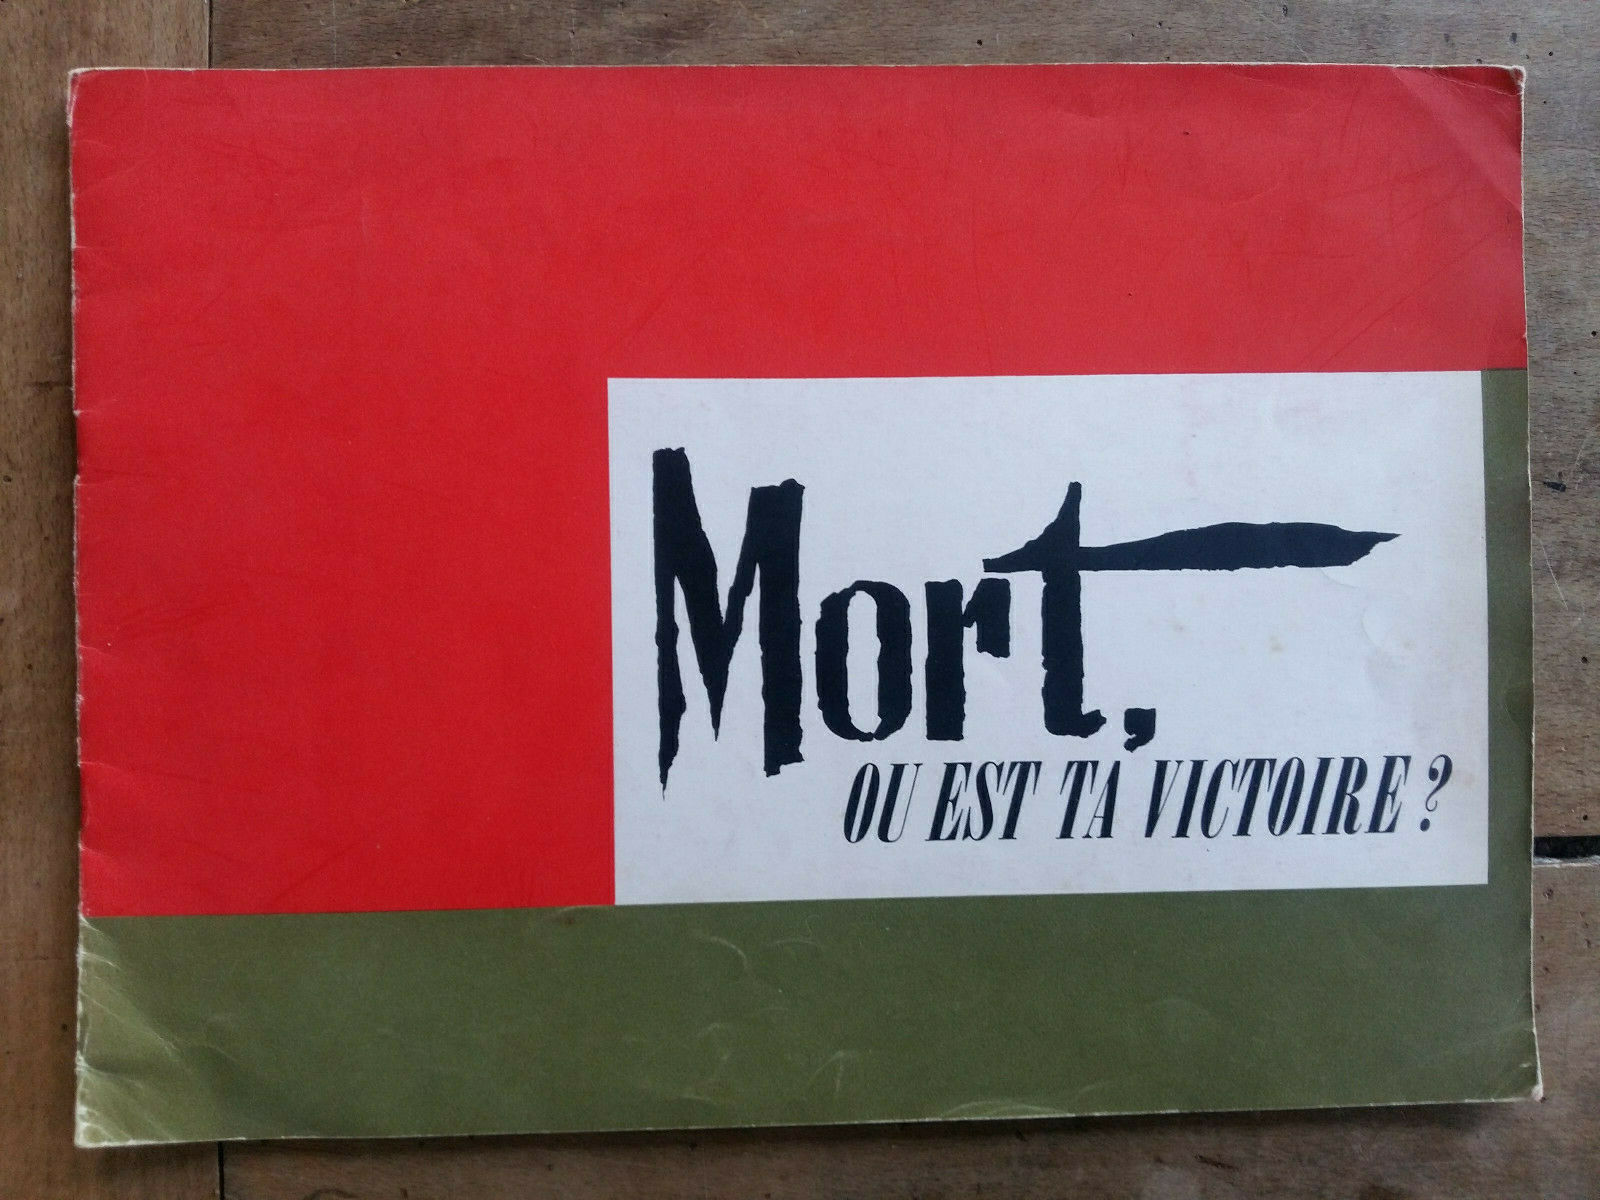 Mort,
OU EST TA VICTOIRE ?